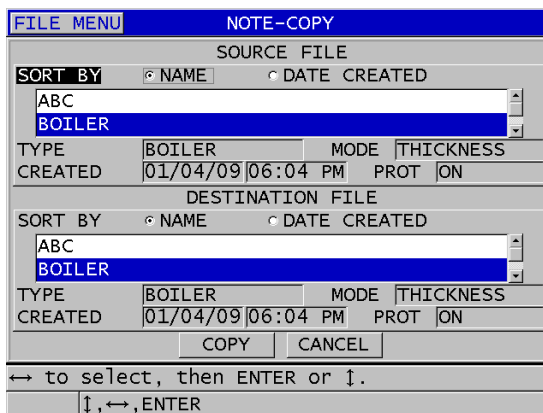 FILE MENU NOTE-COPY
SOURCE FILE
SORT BY NAME DATE CREATED
ABC
BOILER
TYPE BOILER MODE THICKNESS
CREATED 01/04/09 06:04 PM PROT ON
DESTINATION FILE
SORT BY NAME DATE CREATED
ABC
BOILER
TYPE BOILER MODE THICKNESS
CREATED 01/04/09 06:04 PM PROT ON
COPY CANCEL
↔ to select, then ENTER or ↕.
↕,↔,ENTER